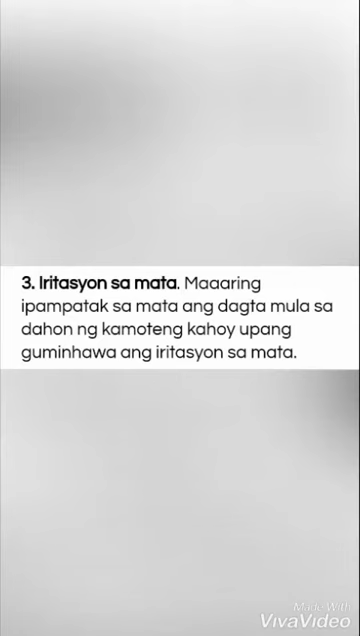 3. Iritasyon sa mata. Maaaring
ipampatak sa mata ang dagta mula sa
dahon ng kamoteng kahoy upang
guminhawa ang iritasyon sa mata.
Made With
VivaVideo